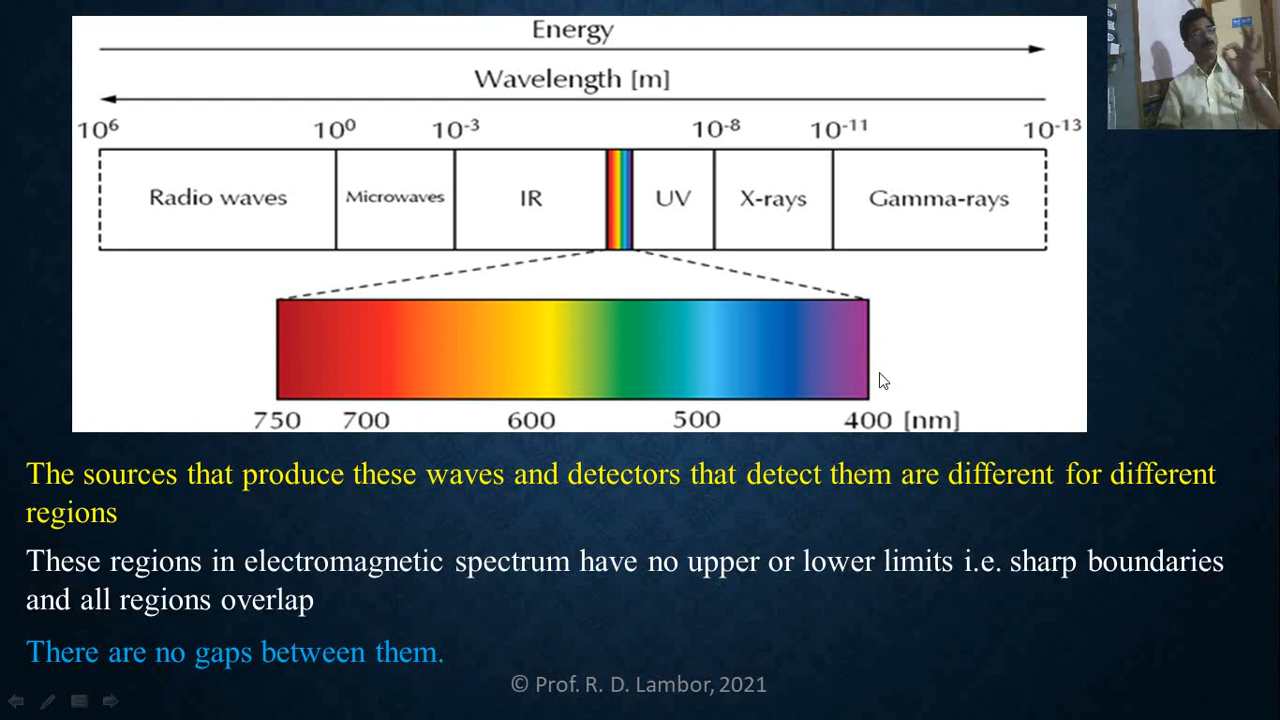 Energy
Wavelength [m]
10⁶ 10⁰ 10⁻³ 10⁻⁸ 10⁻¹¹ 10⁻¹³
Radio waves Microwaves IR UV X-rays Gamma-rays
750 700 600 500 400 [nm]
The sources that produce these waves and detectors that detect them are different for different
regions
These regions in electromagnetic spectrum have no upper or lower limits i.e. sharp boundaries
and all regions overlap
There are no gaps between them.
© Prof. R. D. Lambor, 2021